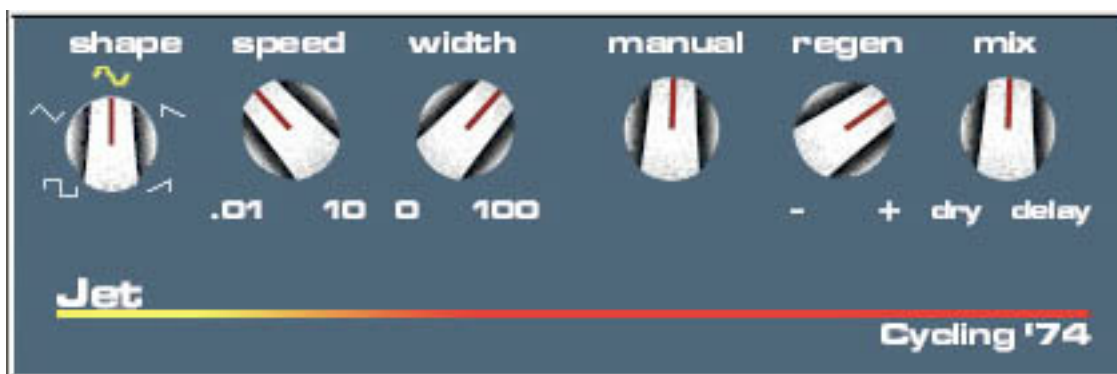 shape speed width manual regen mix
.01 10 0 100 - + dry delay
Jet
Cycling '74